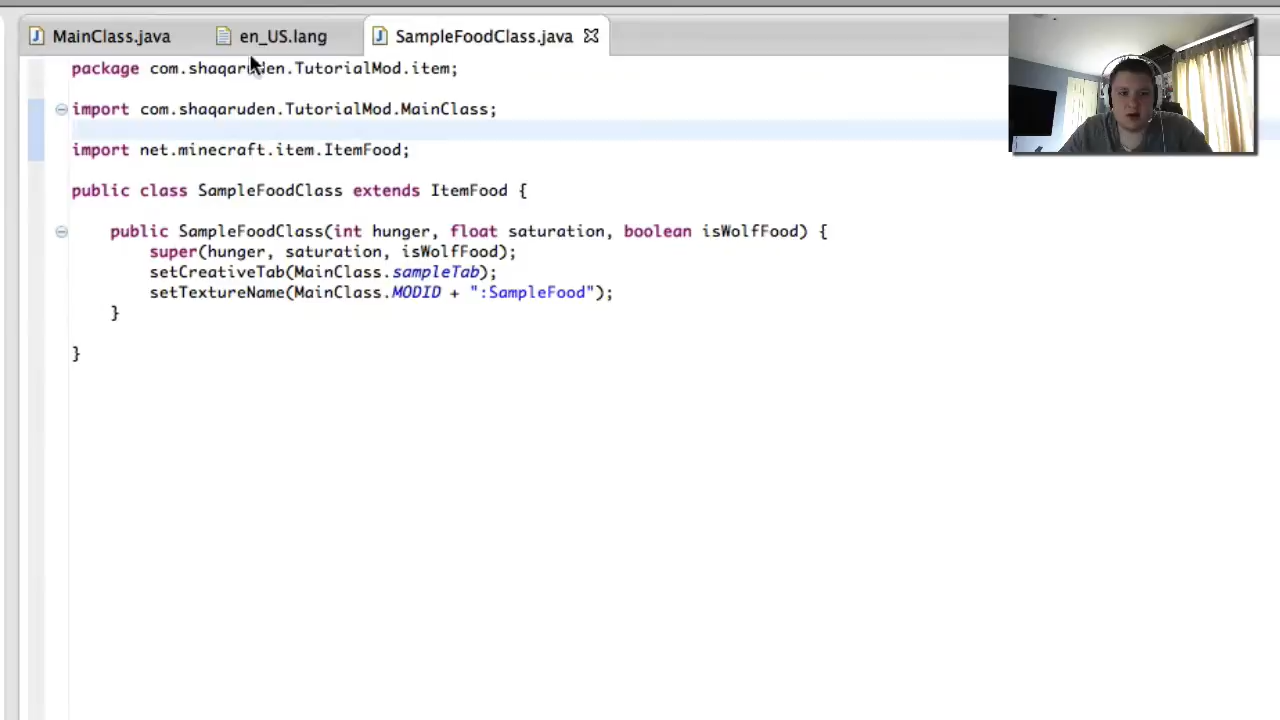 MainClass.java
en_US.lang
SampleFoodClass.java
package com.shaqaruden.TutorialMod.item;
import com.shaqaruden.TutorialMod.MainClass;
import net.minecraft.item.ItemFood;
public class SampleFoodClass extends ItemFood {
public SampleFoodClass(int hunger, float saturation, boolean isWolfFood) {
super(hunger, saturation, isWolfFood);
setCreativeTab(MainClass.sampleTab);
setTextureName(MainClass.MODID + ":SampleFood");
}
}